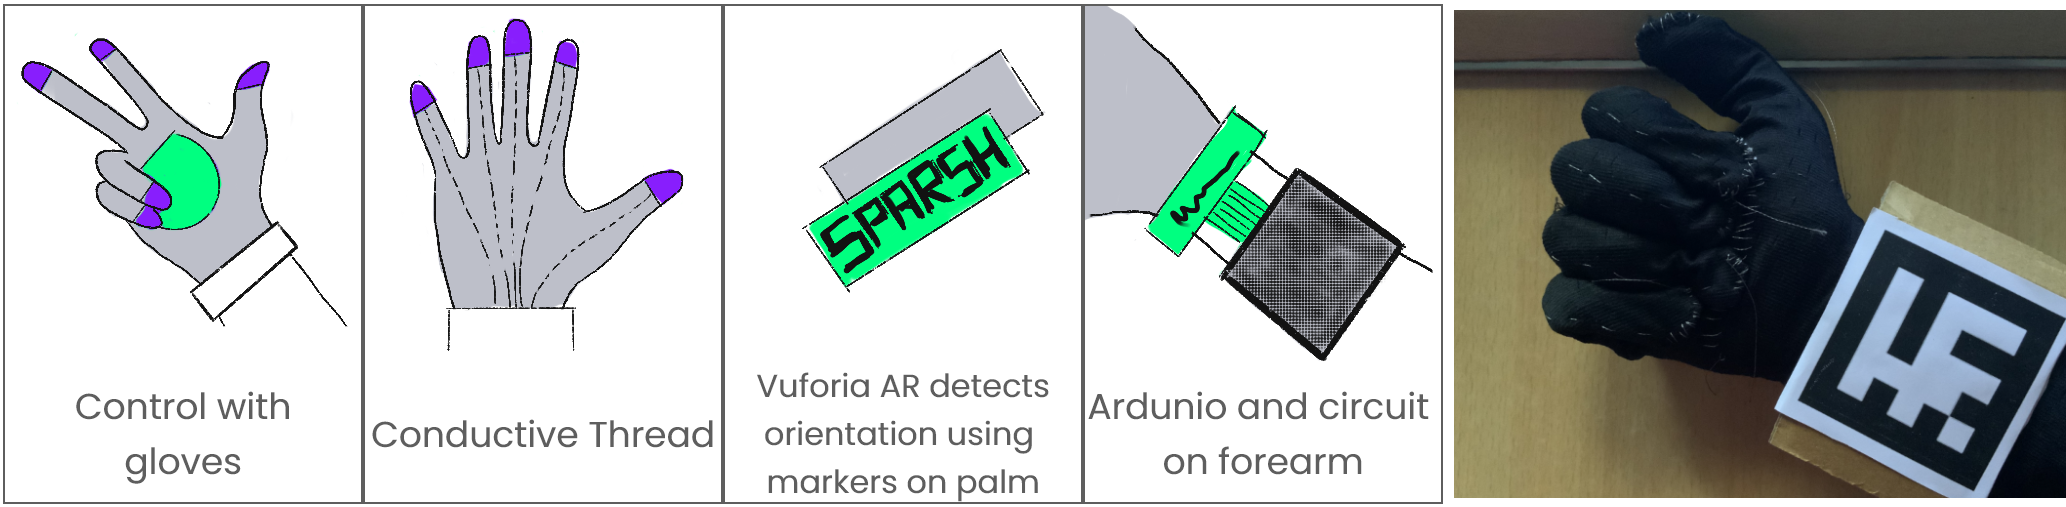 Control with
gloves
Conductive Thread
SPARSH
Vuforia AR detects
orientation using
markers on palm
Ardunio and circuit
on forearm